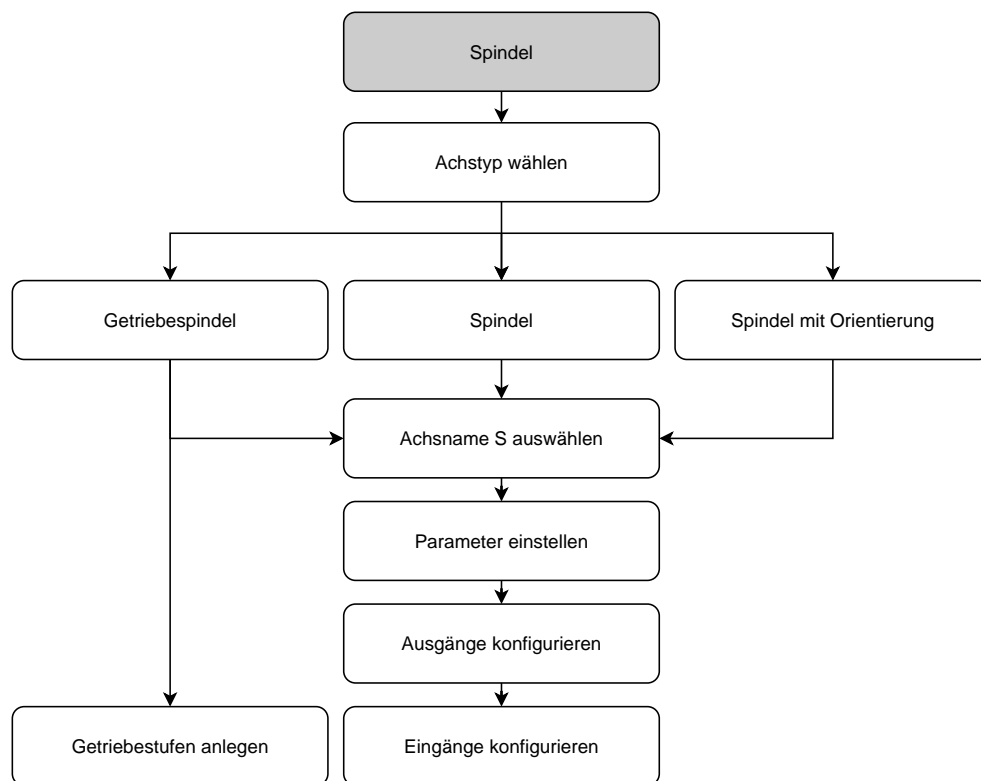 Spindel
Achstyp wählen
Getriebespindel
Spindel
Spindel mit Orientierung
Achsname S auswählen
Parameter einstellen
Ausgänge konfigurieren
Getriebestufen anlegen
Eingänge konfigurieren